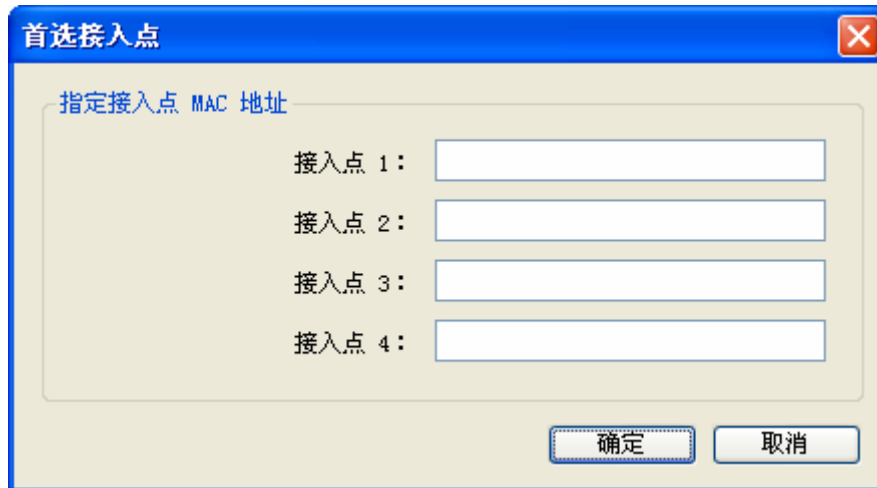 首选接入点
指定接入点 MAC 地址
接入点 1：
接入点 2：
接入点 3：
接入点 4：
确定 取消